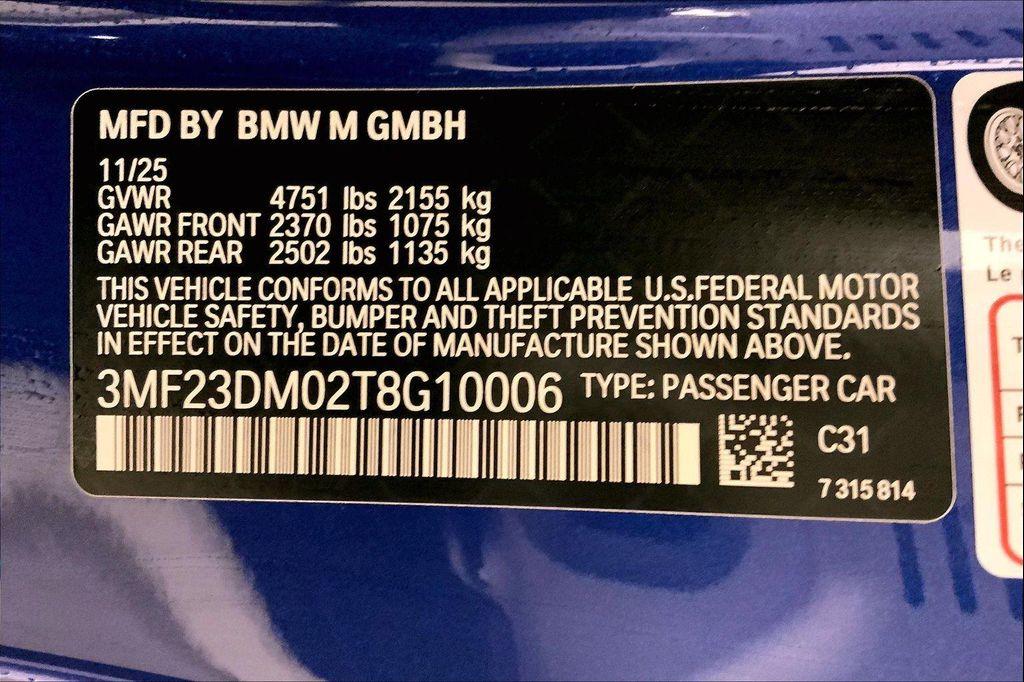 MFD BY BMW M GMBH
11/25
GVWR 4751 lbs 2155 kg
GAWR FRONT 2370 lbs 1075 kg
GAWR REAR 2502 lbs 1135 kg
THIS VEHICLE CONFORMS TO ALL APPLICABLE U.S.FEDERAL MOTOR
VEHICLE SAFETY, BUMPER AND THEFT PREVENTION STANDARDS
IN EFFECT ON THE DATE OF MANUFACTURE SHOWN ABOVE.
3MF23DM02T8G10006 TYPE: PASSENGER CAR
C31
7 315 814
The
Le